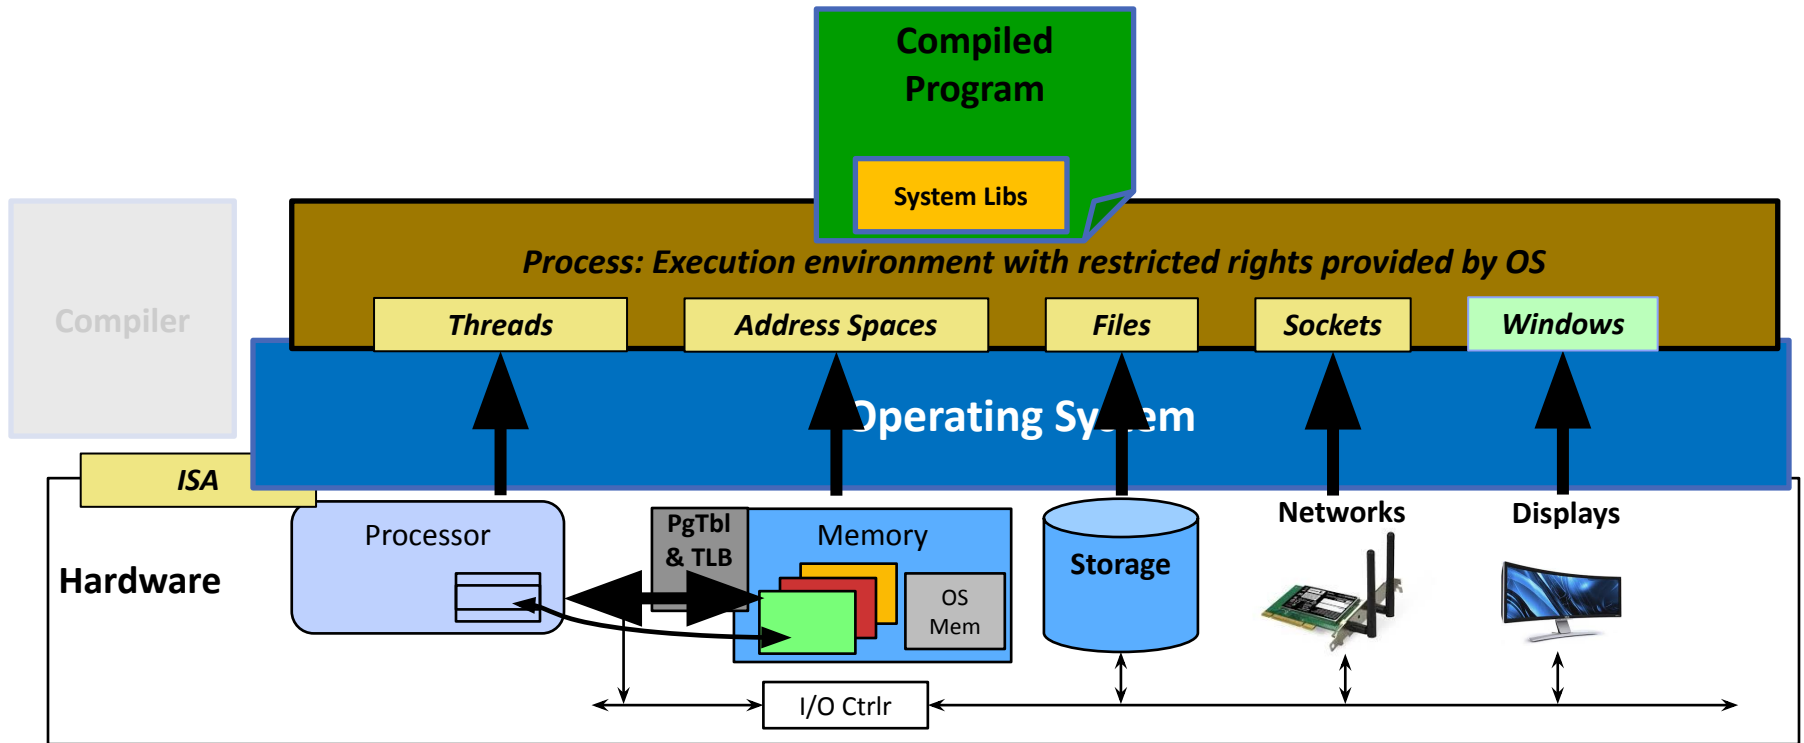 Compiled
Program
System Libs
Compiler
Process: Execution environment with restricted rights provided by OS
Threads
Address Spaces
Files
Sockets
Windows
Operating System
ISA
Hardware
Processor
PgTbl
& TLB
Memory
OS
Mem
Storage
Networks
Displays
I/O Ctrlr